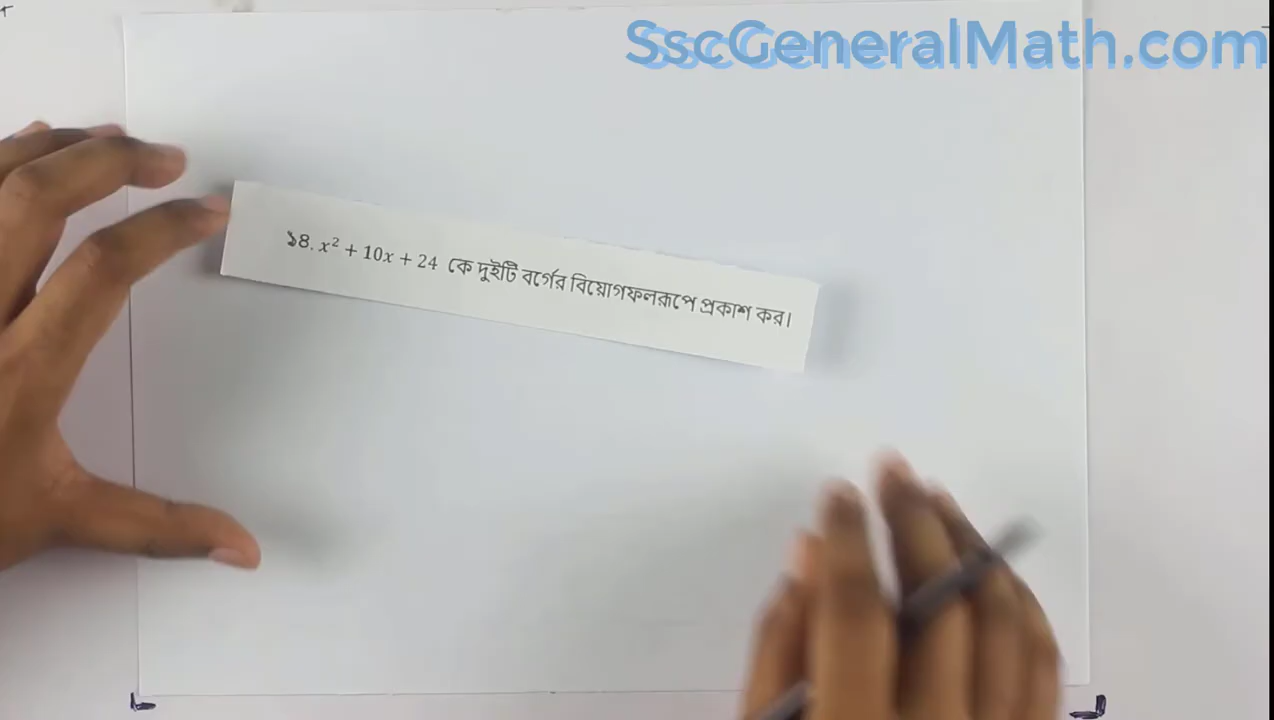 SscGeneralMath.com
১৪. x² + 10x + 24 কে দুইটি বর্গের বিয়োগফলরূপে প্রকাশ কর।